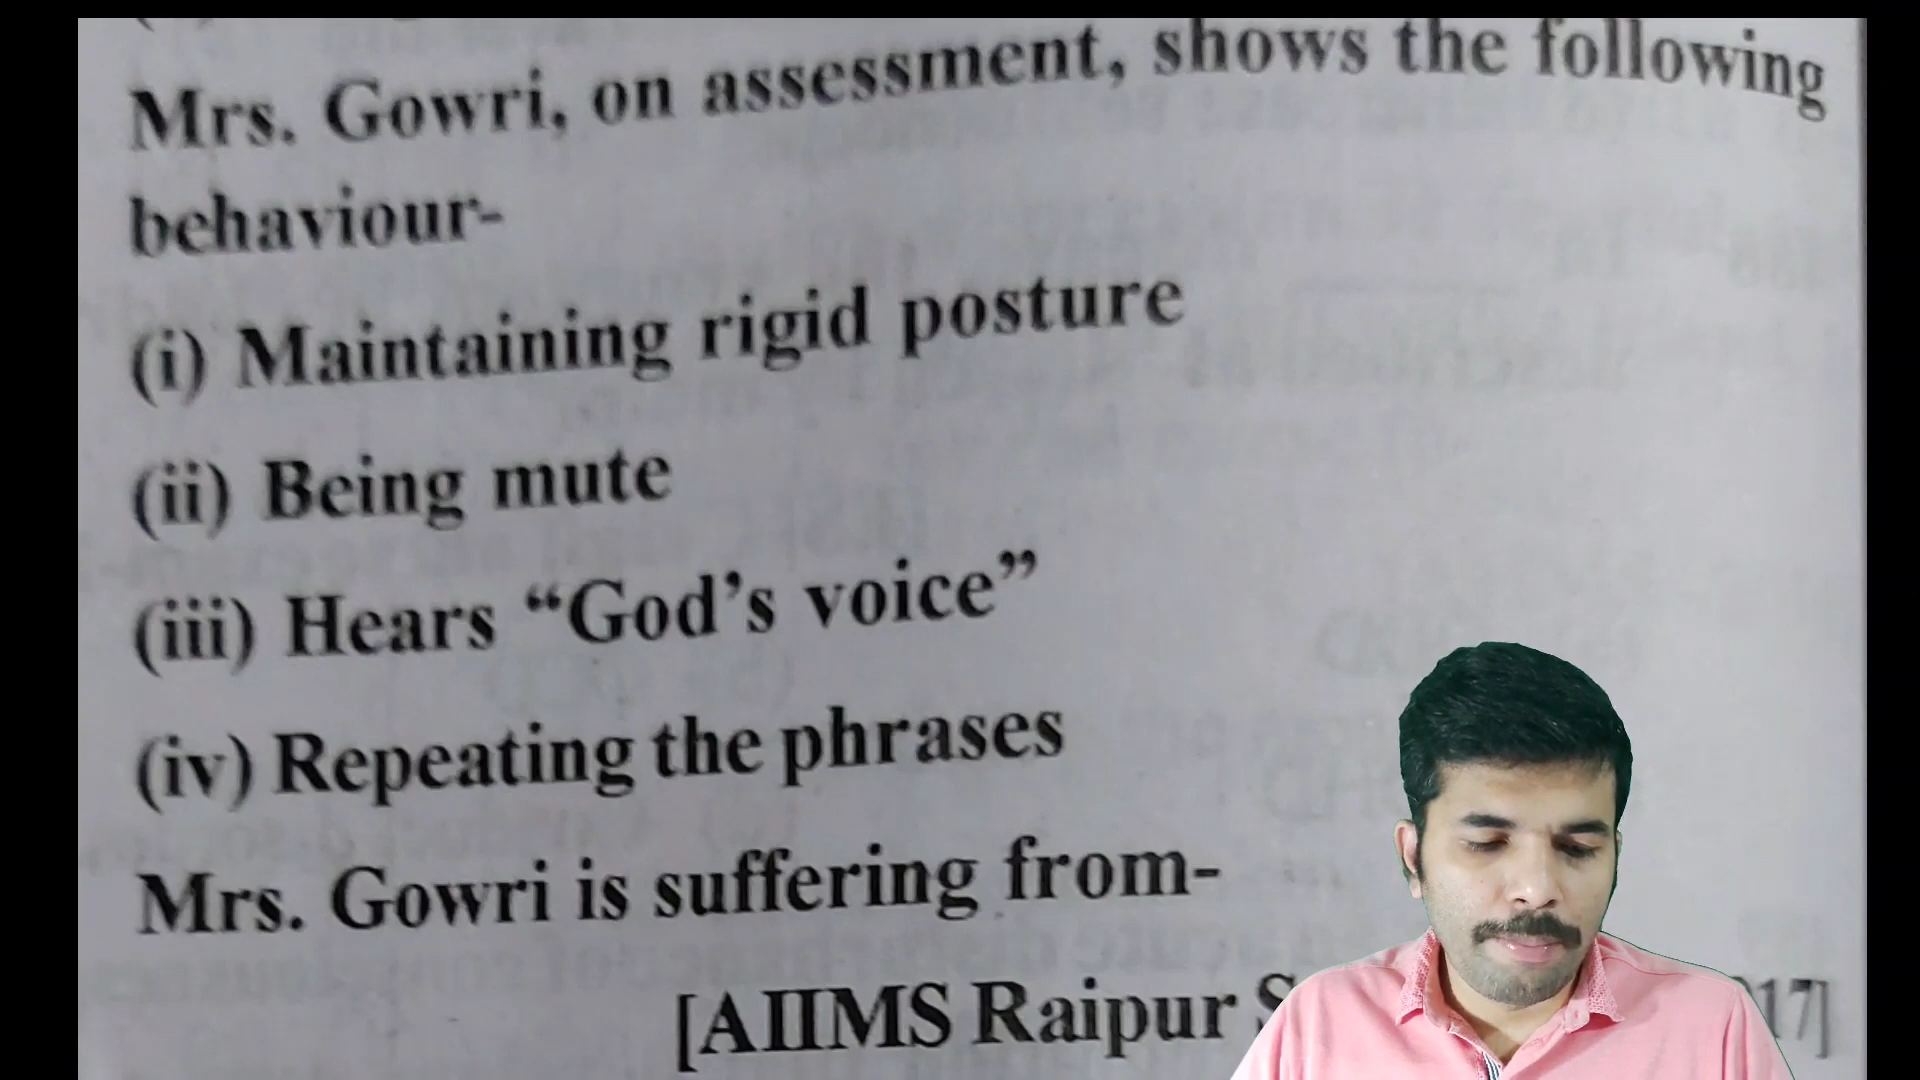 Mrs. Gowri, on assessment, shows the following
behaviour-
(i) Maintaining rigid posture
(ii) Being mute
(iii) Hears “God’s voice”
(iv) Repeating the phrases
Mrs. Gowri is suffering from-
[AIIMS Raipur 17]